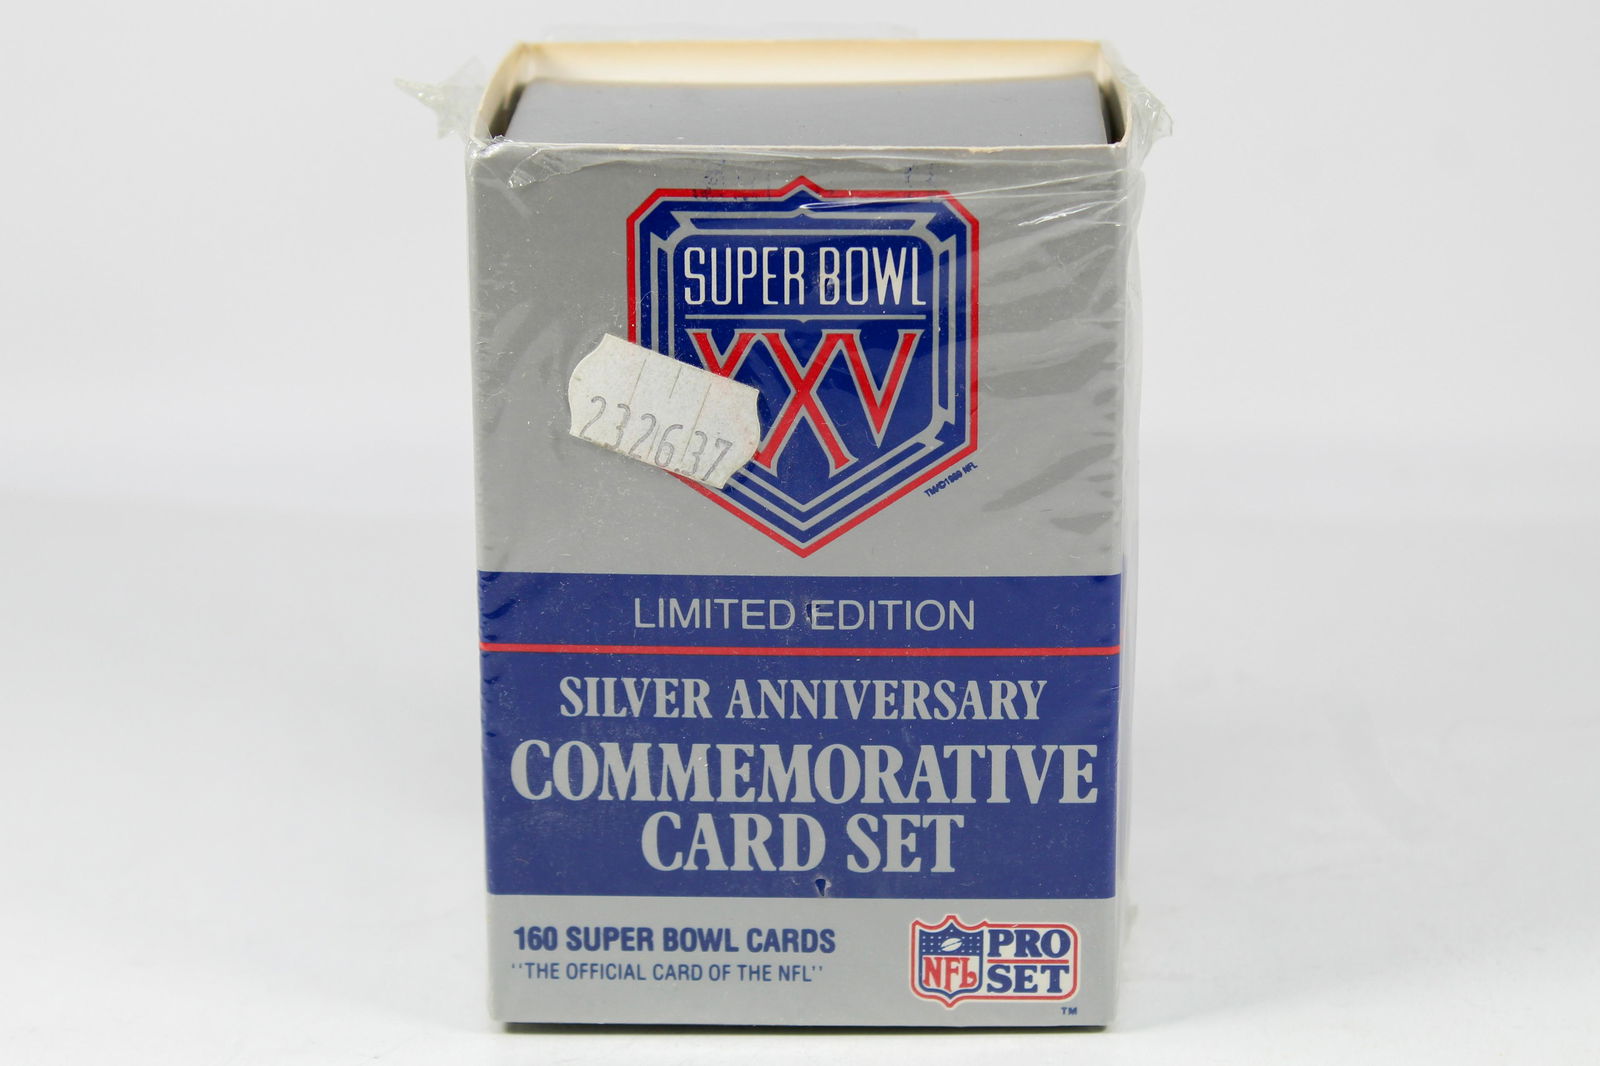 SUPER BOWL
XXV
232637
TM/©1989 NFL
LIMITED EDITION
SILVER ANNIVERSARY
COMMEMORATIVE
CARD SET
160 SUPER BOWL CARDS
"THE OFFICIAL CARD OF THE NFL"
NFL
PRO
SET
TM